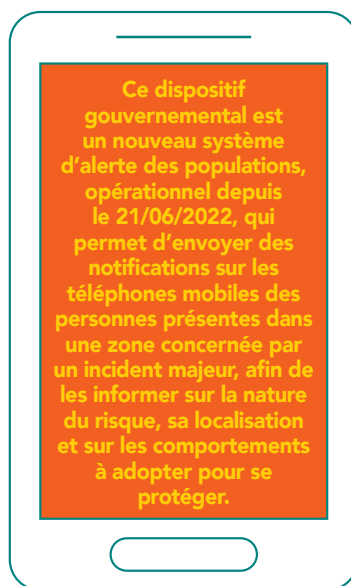 Ce dispositif
gouvernemental est
un nouveau système
d’alerte des populations,
opérationnel depuis
le 21/06/2022, qui
permet d’envoyer des
notifications sur les
téléphones mobiles des
personnes présentes dans
une zone concernée par
un incident majeur, afin de
les informer sur la nature
du risque, sa localisation
et sur les comportements
à adopter pour se
protéger.